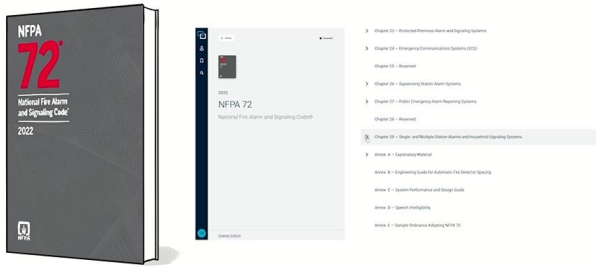 NFPA
72®
National Fire Alarm
and Signaling Code®
2022
NFPA
2022
NFPA 72
National Fire Alarm and Signaling Code®
Chapter 23 — Protected Premises Alarm and Signaling Systems
Chapter 24 — Emergency Communications Systems (ECS)
Chapter 25 — Reserved
Chapter 26 — Supervising Station Alarm Systems
Chapter 27 — Public Emergency Alarm Reporting Systems
Chapter 28 — Reserved
Chapter 29 — Single- and Multiple-Station Alarms and Household Signaling Systems
Annex A — Explanatory Material
Annex B — Engineering Guide for Automatic Fire Detector Spacing
Annex C — System Performance and Design Guide
Annex D — Speech Intelligibility
Annex E — Sample Ordinance Adopting NFPA 72